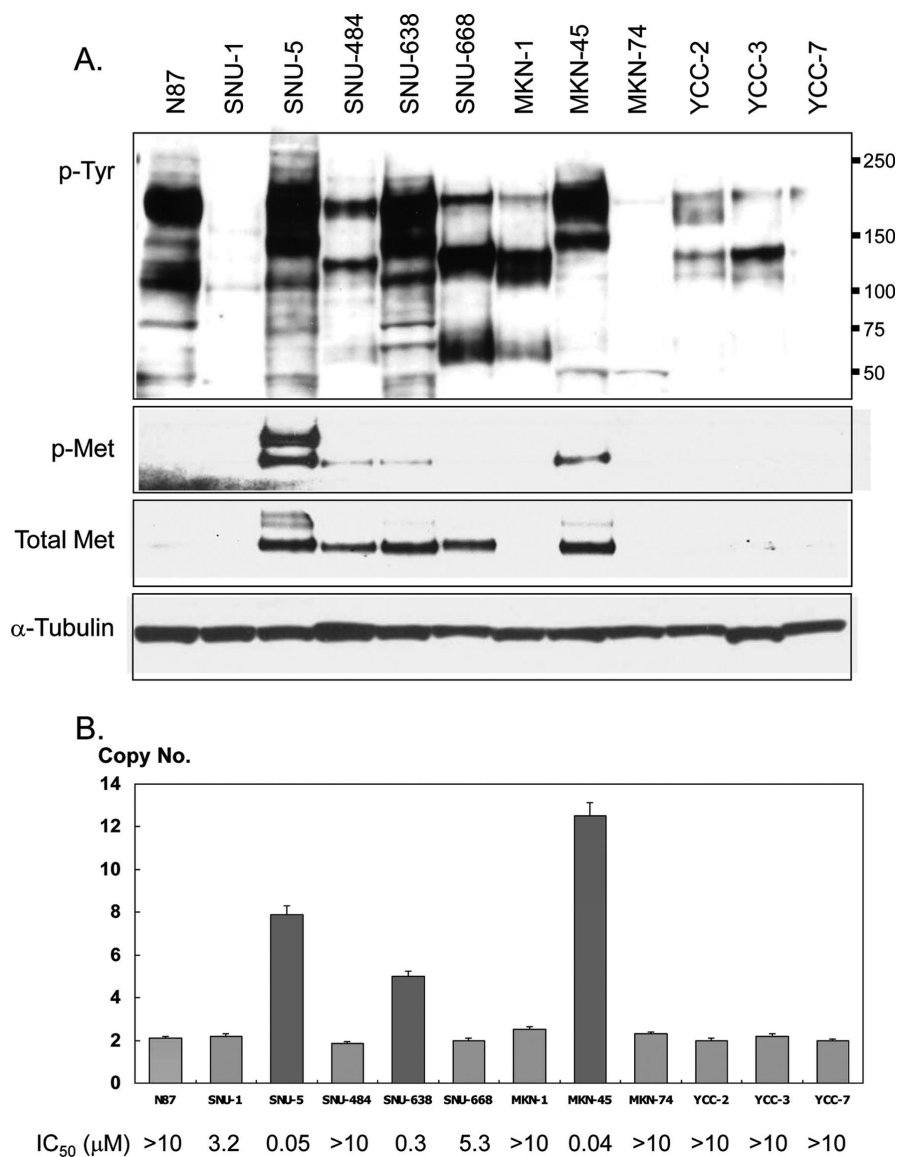 A.
N87 SNU-1 SNU-5 SNU-484 SNU-638 SNU-668 MKN-1 MKN-45 MKN-74 YCC-2 YCC-3 YCC-7
p-Tyr
250
150
100
75
50
p-Met
Total Met
α-Tubulin
B.
Copy No.
14
12
10
8
6
4
2
0
N87 SNU-1 SNU-5 SNU-484 SNU-638 SNU-668 MKN-1 MKN-45 MKN-74 YCC-2 YCC-3 YCC-7
IC50 (μM) >10 3.2 0.05 >10 0.3 5.3 >10 0.04 >10 >10 >10 >10